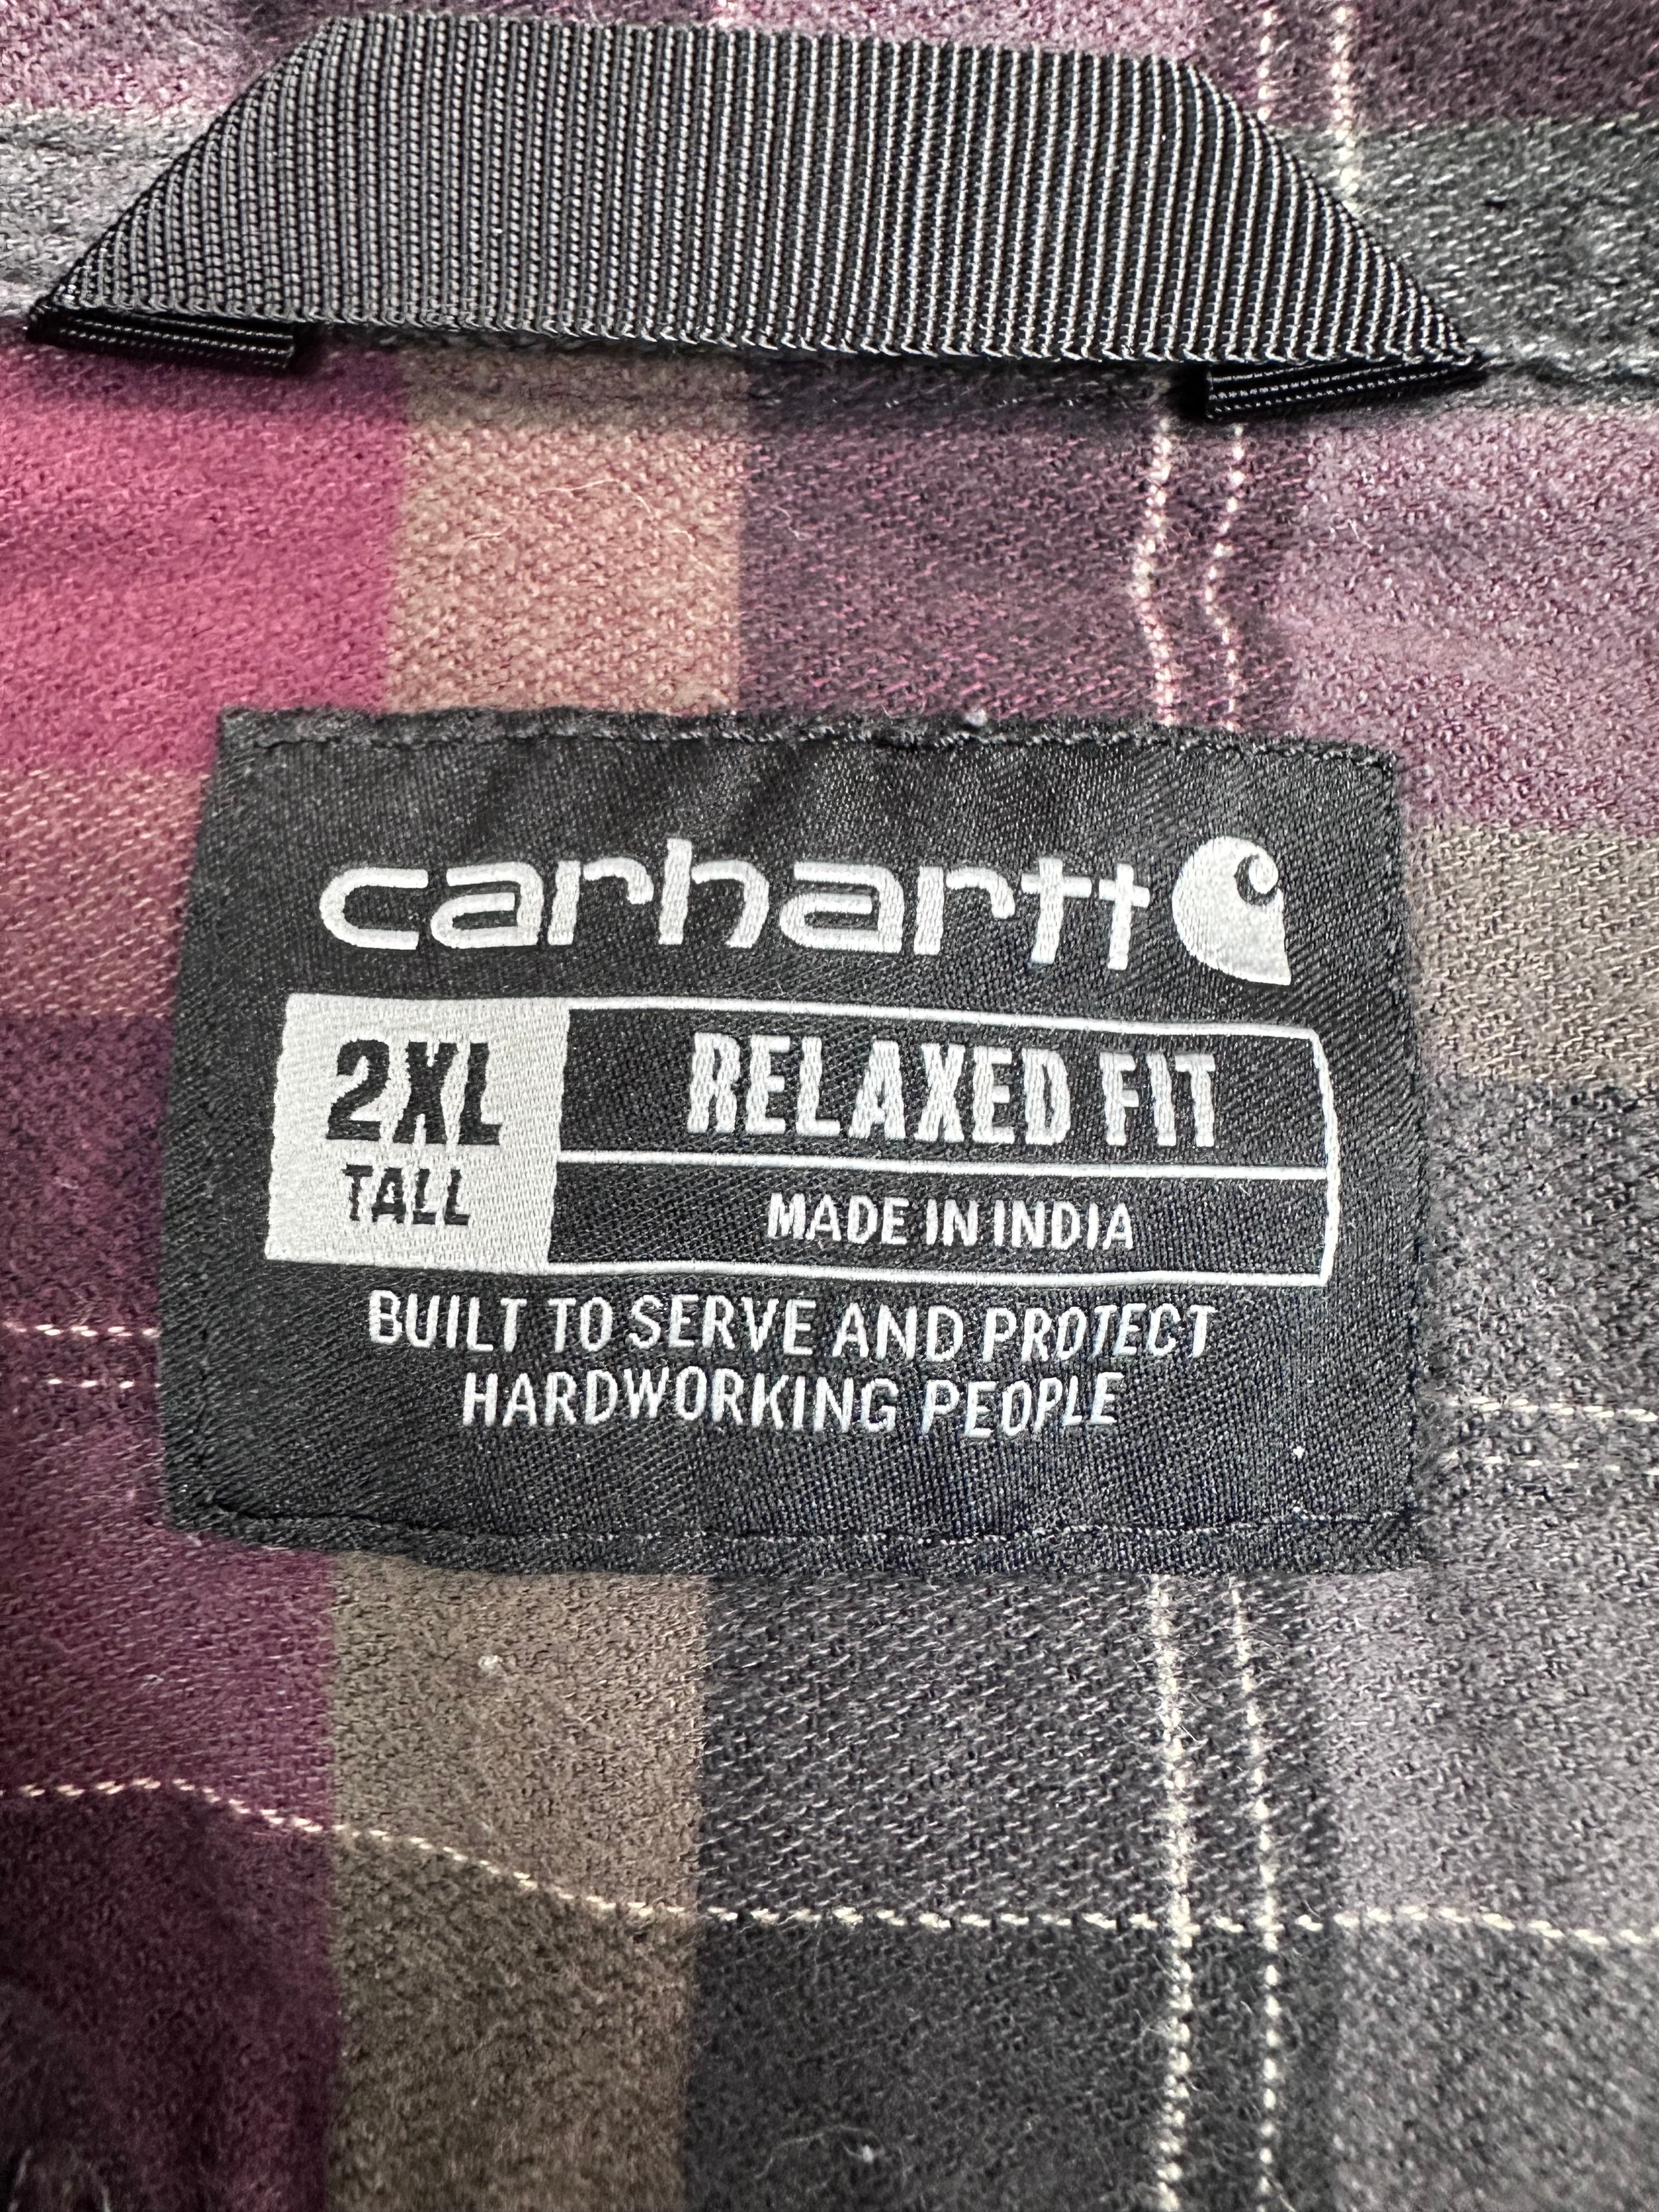 carhartt
2XL
TALL
RELAXED FIT
MADE IN INDIA
BUILT TO SERVE AND PROTECT
HARDWORKING PEOPLE